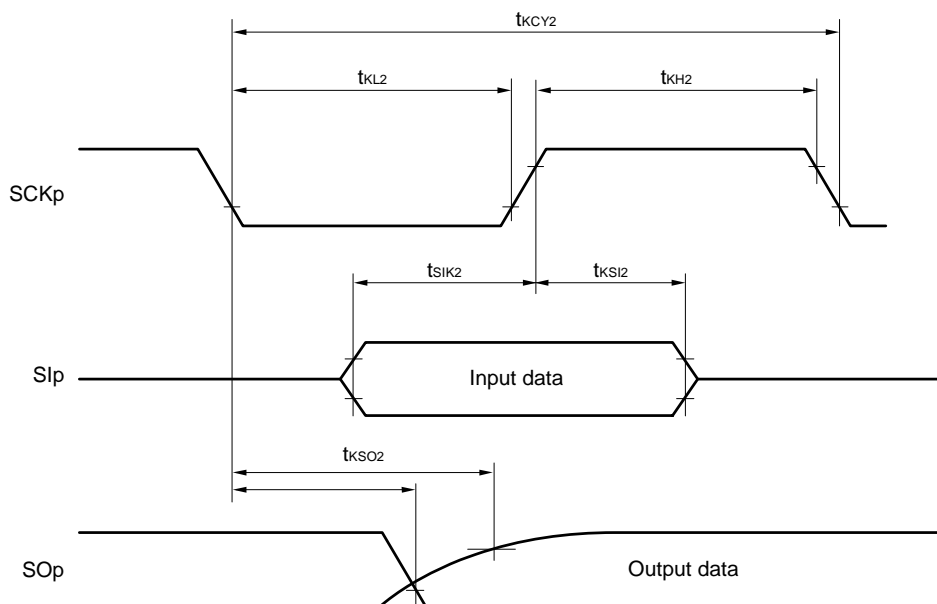 tKCY2
tKL2
tKH2
SCKp
tSIK2
tKSI2
SIp
Input data
tKSO2
SOp
Output data